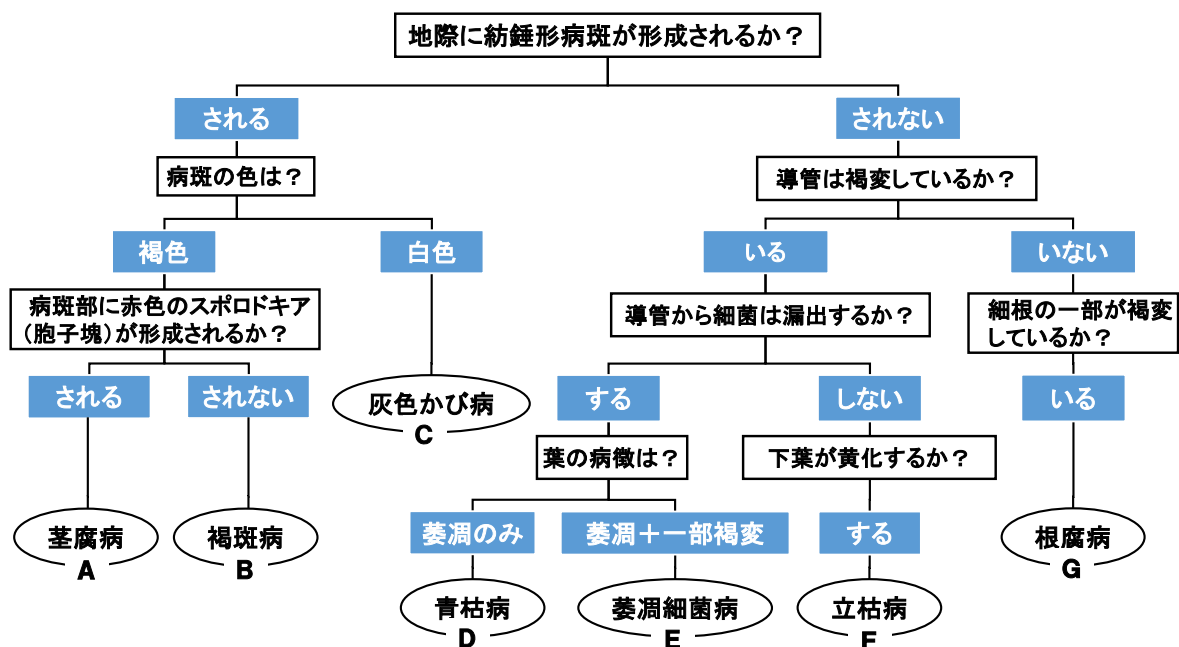 地際に紡錘形病斑が形成されるか？
される
されない
病斑の色は？
導管は褐変しているか？
褐色
白色
いる
いない
病斑部に赤色のスポロドキア
（胞子塊）が形成されるか？
導管から細菌は漏出するか？
細根の一部が褐変
しているか？
される
されない
灰色かび病
C
する
しない
いる
葉の病徴は？
下葉が黄化するか？
茎腐病
A
褐斑病
B
萎凋のみ
萎凋＋一部褐変
する
根腐病
G
青枯病
D
萎凋細菌病
E
立枯病
F